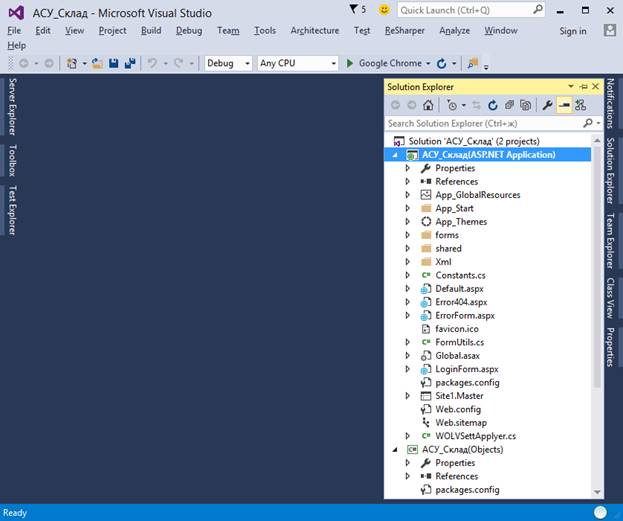 АСУ_Склад - Microsoft Visual Studio
5
Quick Launch (Ctrl+Q)
File Edit View Project Build Debug Team Tools Architecture Test ReSharper Analyze Window Sign in
Help
Debug Any CPU Google Chrome
Server Explorer
Toolbox
Test Explorer
Solution Explorer
Search Solution Explorer (Ctrl+ж)
Solution 'АСУ_Склад' (2 projects)
АСУ_Склад(ASP.NET Application)
Properties
References
App_GlobalResources
App_Start
App_Themes
forms
shared
Xml
Constants.cs
Default.aspx
Error404.aspx
ErrorForm.aspx
favicon.ico
FormUtils.cs
Global.asax
LoginForm.aspx
packages.config
Site1.Master
Web.config
Web.sitemap
WOLVSettApplyer.cs
АСУ_Склад(Objects)
Properties
References
packages.config
Notifications
Solution Explorer
Team Explorer
Class View
Properties
Ready